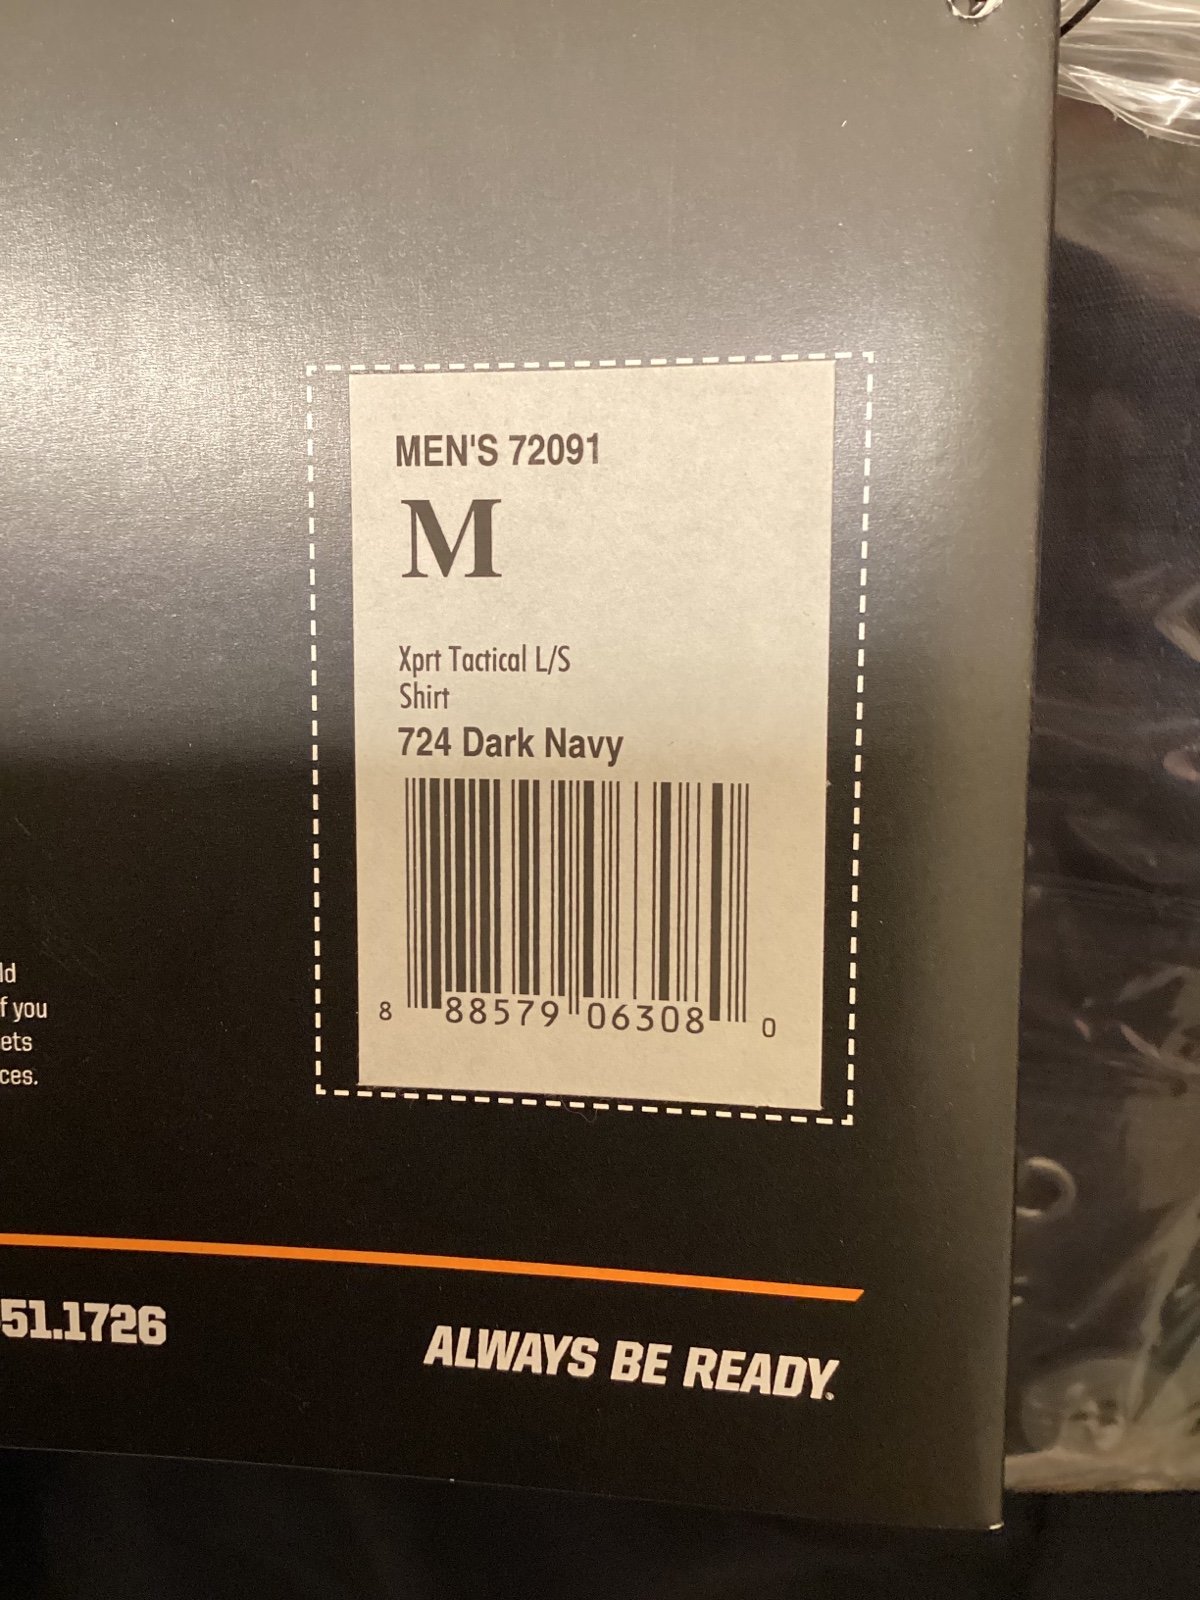 MEN'S 72091
M
Xprt Tactical L/S
Shirt
724 Dark Navy
8 88579 06308 0
ld
f you
ets
ces.
51.1726
ALWAYS BE READY.